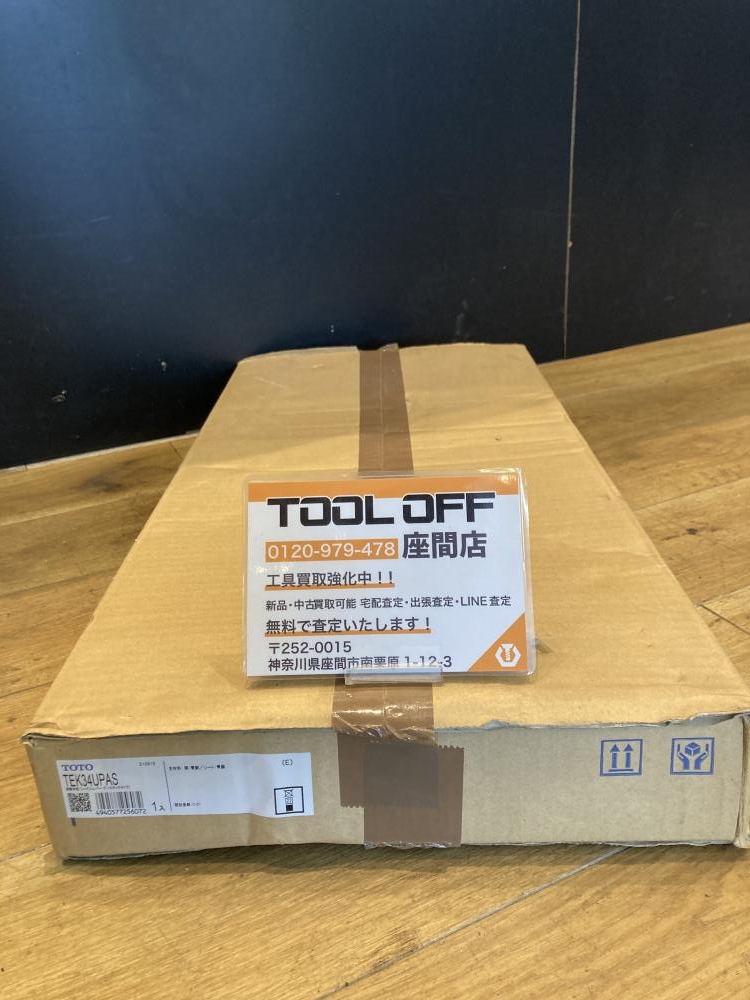 TOOL OFF
0120-979-478 座間店
工具買取強化中!!
新品・中古買取可能 宅配査定・出張査定・LINE査定
無料で査定いたします!
〒252-0015
神奈川県座間市南栗原 1-12-3
TOTO
TEK34UPAS
(E)
1入
4940577256072